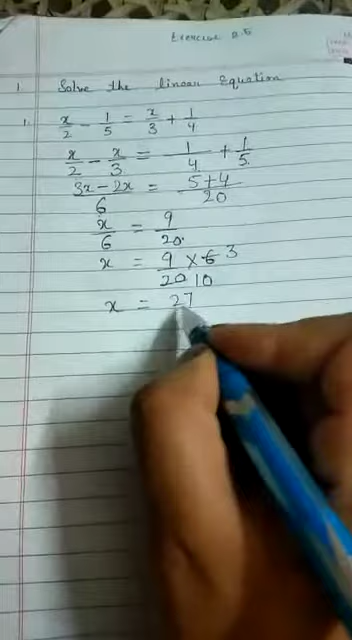 Exercise 2.5
1. Solve the linear Equation
1. x/2 - 1/5 = x/3 + 1/4
x/2 - x/3 = 1/4 + 1/5
3x - 2x/6 = 5+4/20
x/6 = 9/20
x = 9/20 × 6 3 10
x = 27